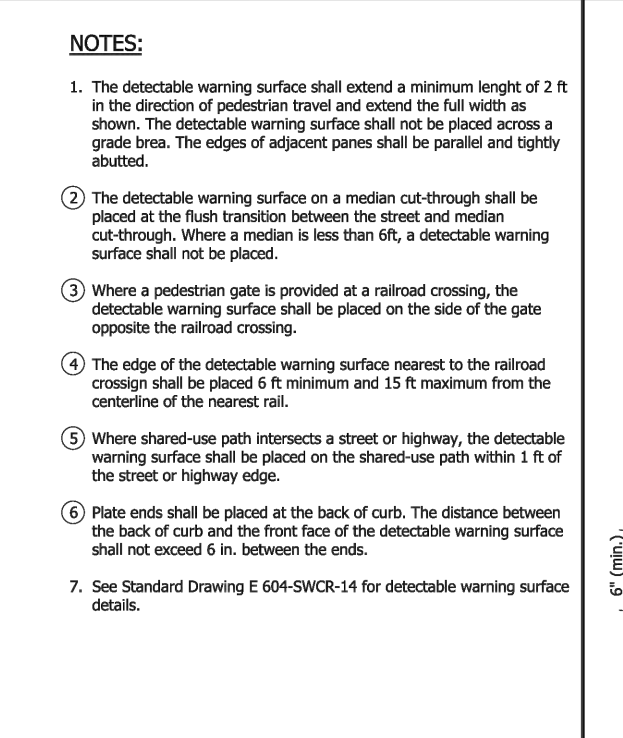 NOTES:
1. The detectable warning surface shall extend a minimum lenght of 2 ft
in the direction of pedestrian travel and extend the full width as
shown. The detectable warning surface shall not be placed across a
grade brea. The edges of adjacent panes shall be parallel and tightly
abutted.
2 The detectable warning surface on a median cut-through shall be
placed at the flush transition between the street and median
cut-through. Where a median is less than 6ft, a detectable warning
surface shall not be placed.
3 Where a pedestrian gate is provided at a railroad crossing, the
detectable warning surface shall be placed on the side of the gate
opposite the railroad crossing.
4 The edge of the detectable warning surface nearest to the railroad
crossign shall be placed 6 ft minimum and 15 ft maximum from the
centerline of the nearest rail.
5 Where shared-use path intersects a street or highway, the detectable
warning surface shall be placed on the shared-use path within 1 ft of
the street or highway edge.
6 Plate ends shall be placed at the back of curb. The distance between
the back of curb and the front face of the detectable warning surface
shall not exceed 6 in. between the ends.
7. See Standard Drawing E 604-SWCR-14 for detectable warning surface
details.
6" (min.)